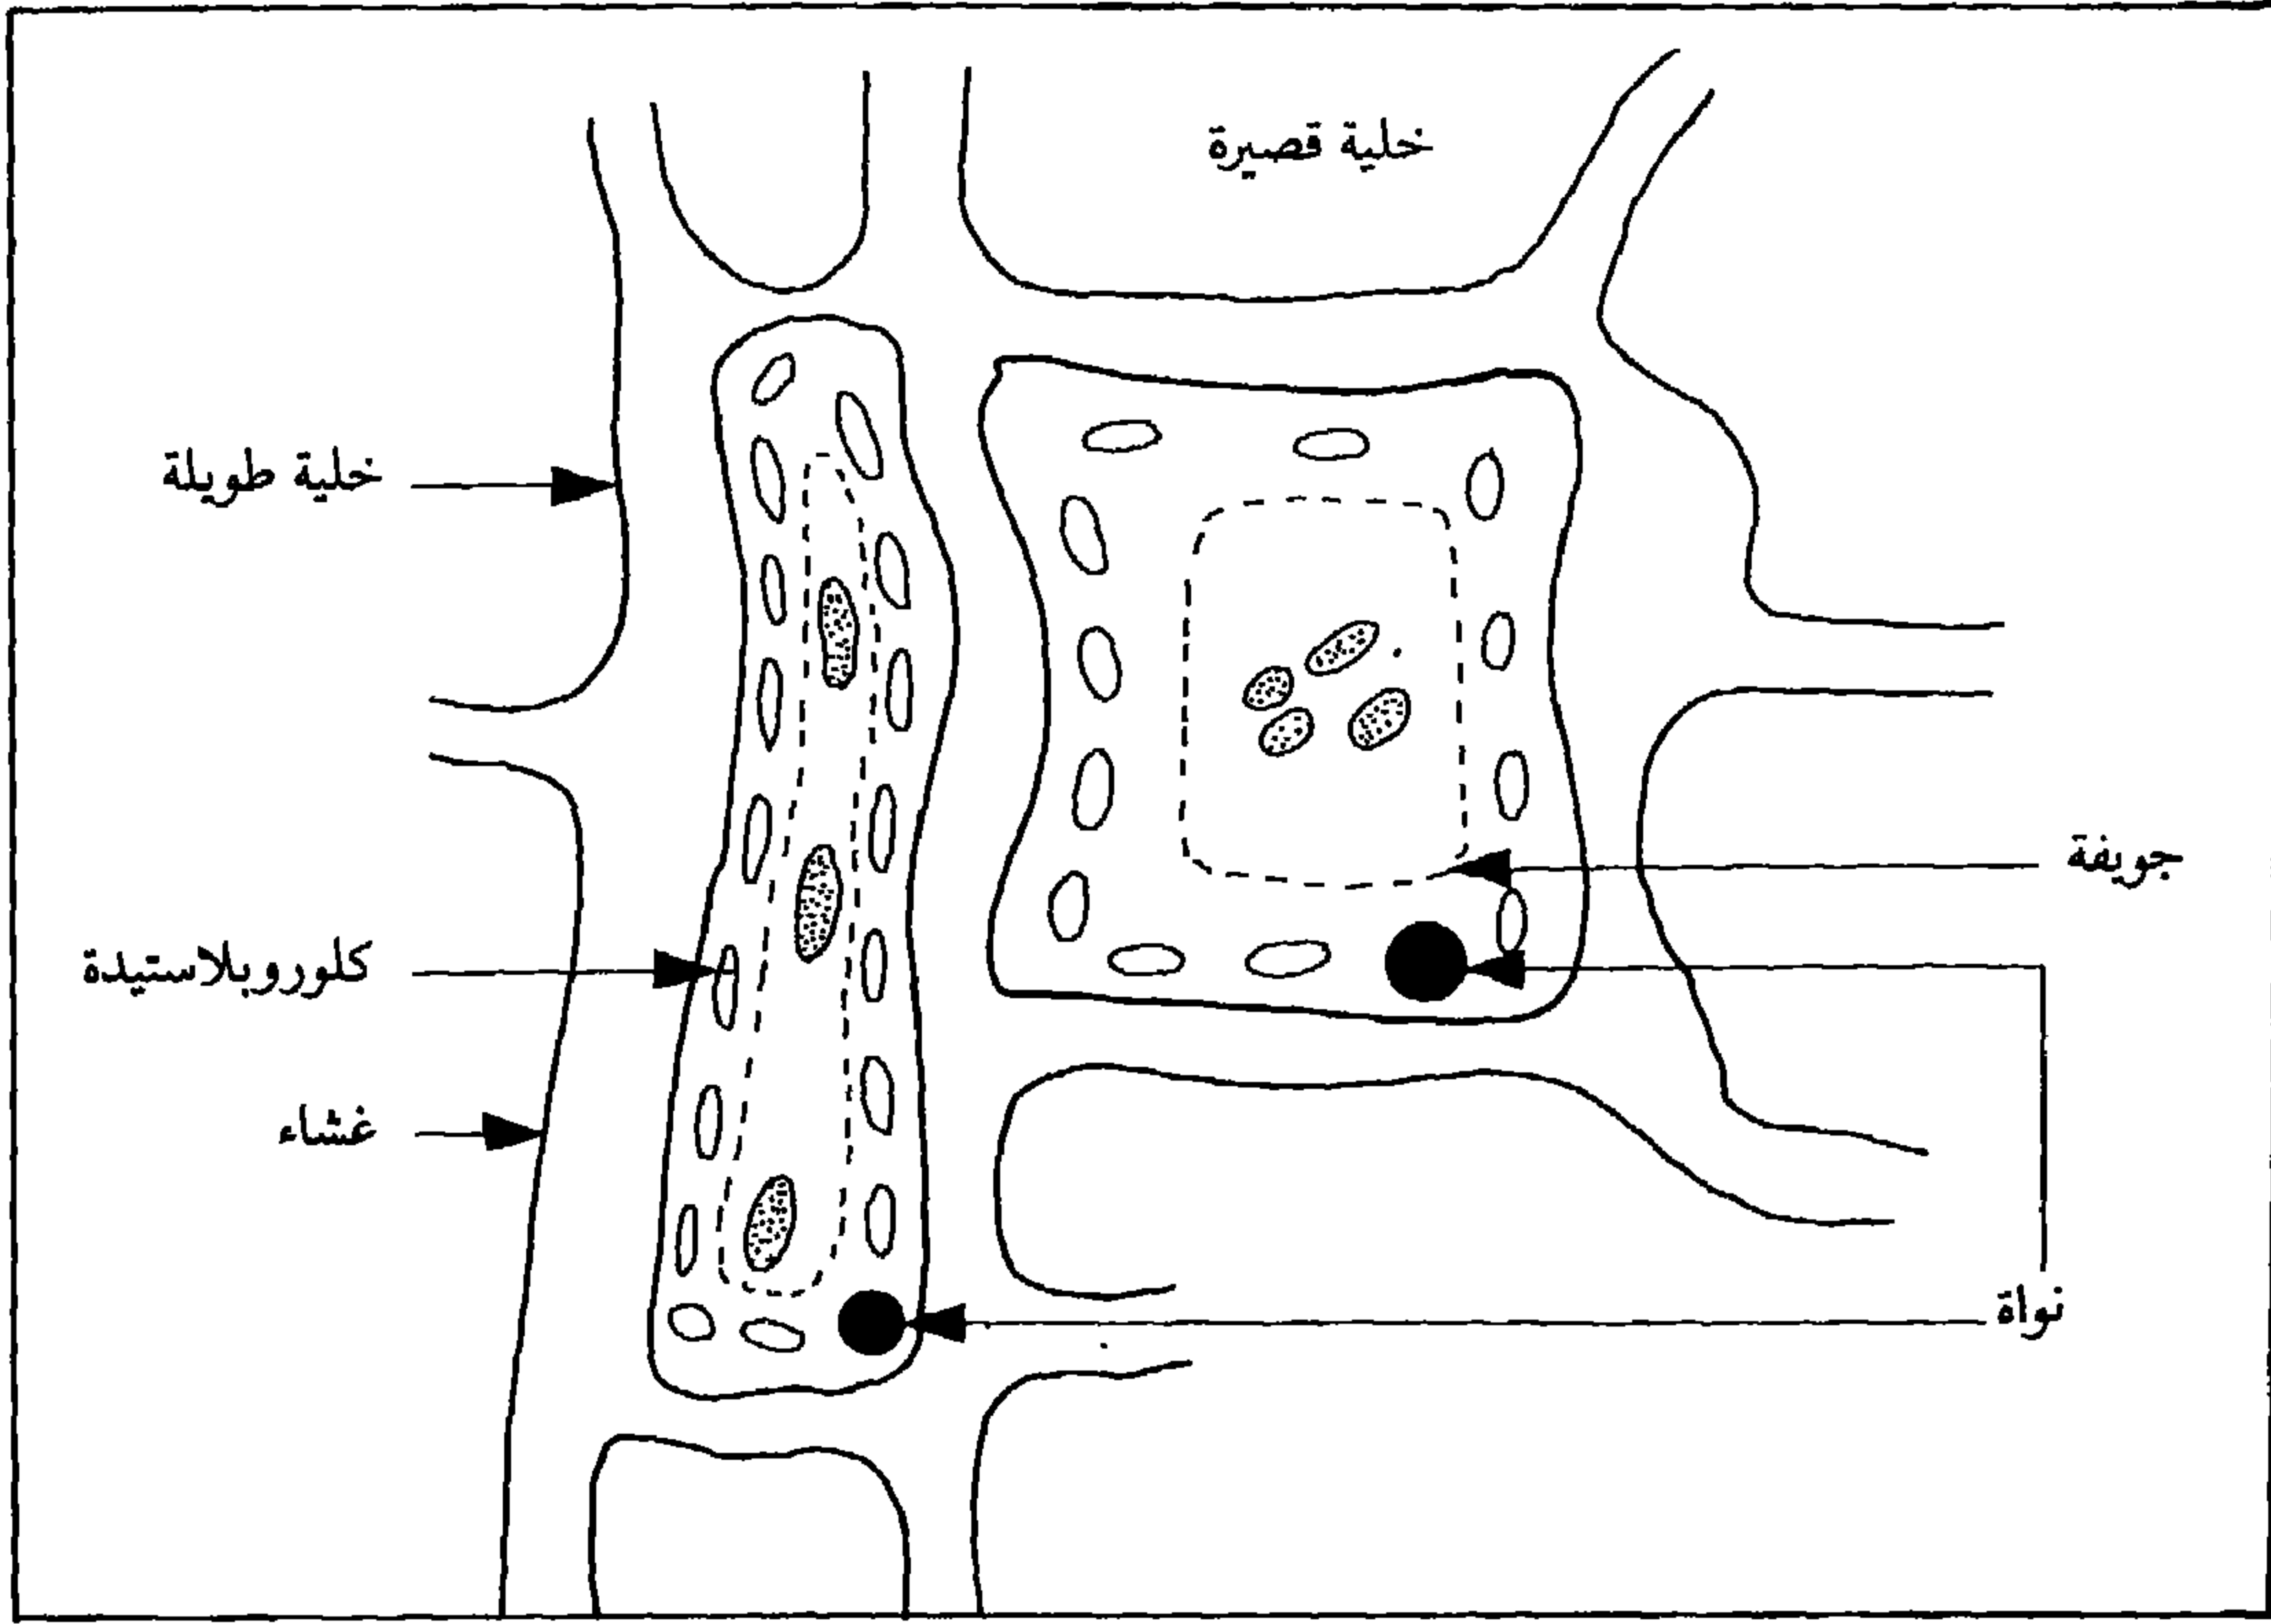 خلية قصيرة
خلية طويلة
جويفة
كلوروبلاستيدة
غشاء
نواة